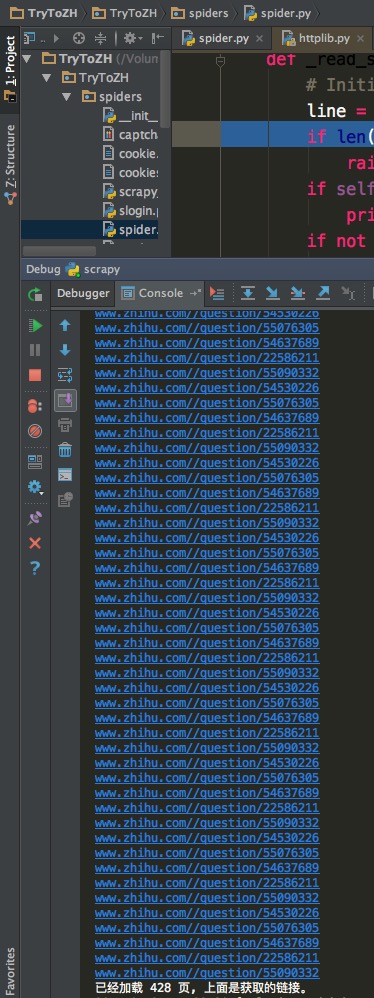 TryToZH TryToZH spiders spider.py
1: Project
Z: Structure
Favorites
TryToZH (/Volun
TryToZH
spiders
__init_
captch
cookie.
cookies
scrapy_
slogin.p
spider.
spider.py httplib.py
def _read_s
# Initi
line =
if len(
rai
if self
pri
if not
Debug scrapy
Debugger Console
www.zhihu.com//question/54530226
www.zhihu.com//question/55076305
www.zhihu.com//question/54637689
www.zhihu.com//question/22586211
www.zhihu.com//question/55090332
www.zhihu.com//question/54530226
www.zhihu.com//question/55076305
www.zhihu.com//question/54637689
www.zhihu.com//question/22586211
www.zhihu.com//question/55090332
www.zhihu.com//question/54530226
www.zhihu.com//question/55076305
www.zhihu.com//question/54637689
www.zhihu.com//question/22586211
www.zhihu.com//question/55090332
www.zhihu.com//question/54530226
www.zhihu.com//question/55076305
www.zhihu.com//question/54637689
www.zhihu.com//question/22586211
www.zhihu.com//question/55090332
www.zhihu.com//question/54530226
www.zhihu.com//question/55076305
www.zhihu.com//question/54637689
www.zhihu.com//question/22586211
www.zhihu.com//question/55090332
www.zhihu.com//question/54530226
www.zhihu.com//question/55076305
www.zhihu.com//question/54637689
www.zhihu.com//question/22586211
www.zhihu.com//question/55090332
www.zhihu.com//question/54530226
www.zhihu.com//question/55076305
www.zhihu.com//question/54637689
www.zhihu.com//question/22586211
www.zhihu.com//question/55090332
www.zhihu.com//question/54530226
www.zhihu.com//question/55076305
www.zhihu.com//question/54637689
www.zhihu.com//question/22586211
www.zhihu.com//question/55090332
www.zhihu.com//question/54530226
www.zhihu.com//question/55076305
www.zhihu.com//question/54637689
www.zhihu.com//question/22586211
www.zhihu.com//question/55090332
已经加载 428 页, 上面是获取的链接。